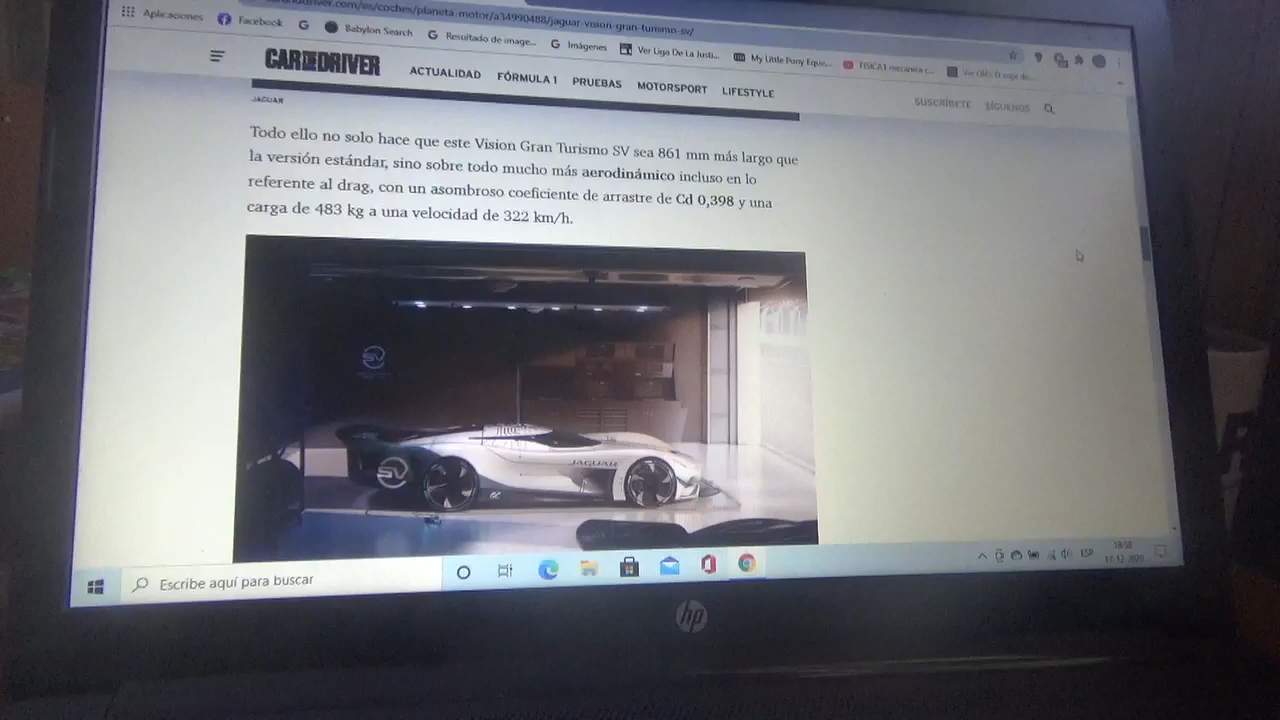 caranddriver.com/es/coches/planeta-motor/a34990488/jaguar-vision-gran-turismo-sv/
Aplicaciones Facebook Babylon Search Resultado de image... Imágenes Ver Liga De La Justi... My Little Pony Eque... FISICA1 mecanica c...
CAR DRIVER ACTUALIDAD FÓRMULA 1 PRUEBAS MOTORSPORT LIFESTYLE SUSCRÍBETE SÍGUENOS
JAGUAR
Todo ello no solo hace que este Vision Gran Turismo SV sea 861 mm más largo que
la versión estándar, sino sobre todo mucho más aerodinámico incluso en lo
referente al drag, con un asombroso coeficiente de arrastre de Cd 0,398 y una
carga de 483 kg a una velocidad de 322 km/h.
SV
JAGUAR
SV
Escribe aquí para buscar
ESP
18:58
hp